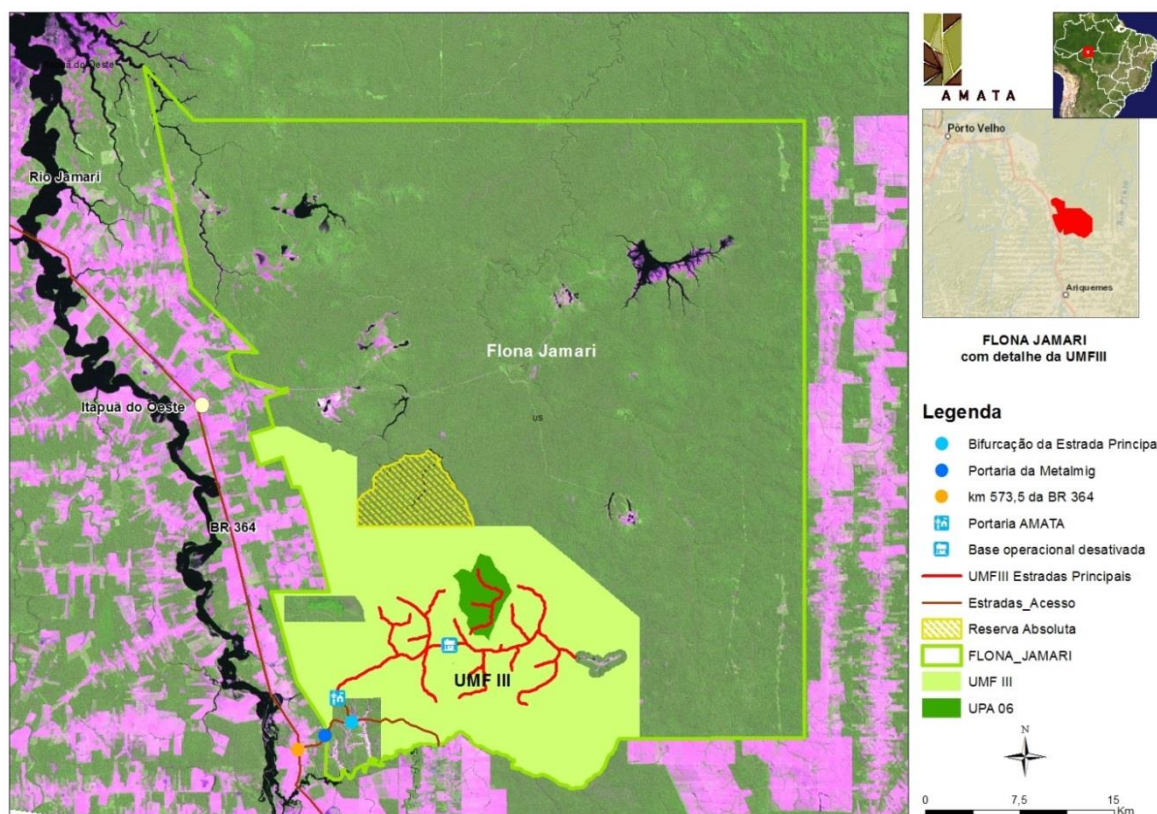 Rio Jamari
Itapuã do Oeste
BR 364
Flona Jamari
US
UMF III
AMATA
Pôrto Velho
Ariquemes
FLONA JAMARI
com detalhe da UMFIII
Legenda
Bifurcação da Estrada Principa
Portaria da Metalmig
km 573,5 da BR 364
Portaria AMATA
Base operacional desativada
UMFIII Estradas Principais
Estradas_Acesso
Reserva Absoluta
FLONA_JAMARI
UMF III
UPA 06
N
0 7,5 15
Km